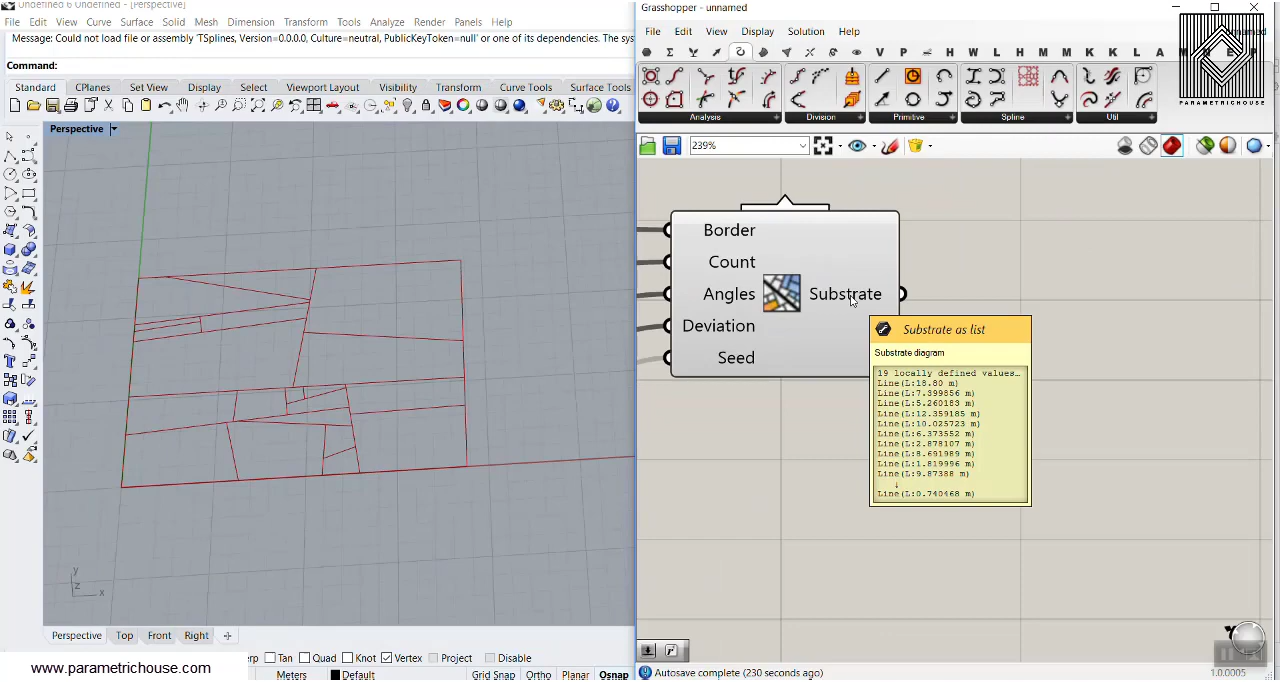 Undefined 6 Undefined - [Perspective]
File Edit View Curve Surface Solid Mesh Dimension Transform Tools Analyze Render Panels Help
Message: Could not load file or assembly 'TSplines, Version=0.0.0.0, Culture=neutral, PublicKeyToken=null' or one of its dependencies. The sys
Command:
Standard CPlanes Set View Display Select Viewport Layout Visibility Transform Curve Tools Surface Tools
Perspective
y
z x
Perspective Top Front Right
erp Tan Quad Knot Vertex Project Disable
www.parametrichouse.com
Meters Default Grid Snap Ortho Planar Osnap
Grasshopper - unnamed
File Edit View Display Solution Help
V P H W L H M M K K L A
PARAMETRICHOUSE
Analysis Division Primitive Spline Util
239%
Border
Count
Angles Substrate
Deviation
Seed
Substrate as list
Substrate diagram
19 locally defined values…
Line(L:18.80 m)
Line(L:7.399856 m)
Line(L:5.260183 m)
Line(L:12.359185 m)
Line(L:10.025723 m)
Line(L:6.373552 m)
Line(L:2.878107 m)
Line(L:8.691989 m)
Line(L:1.819996 m)
Line(L:9.87388 m)
↓
Line(L:0.740468 m)
Autosave complete (230 seconds ago)
1.0.0005